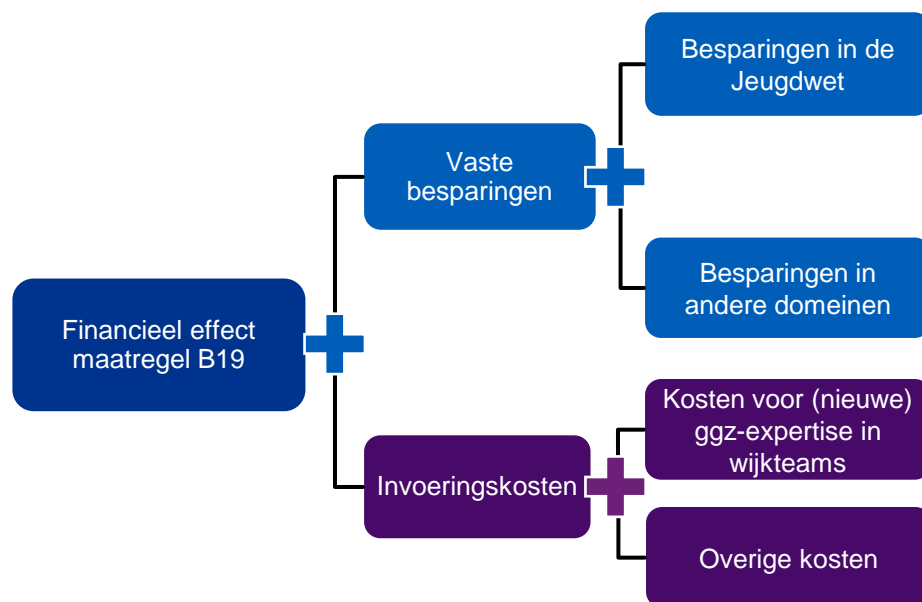 Financieel effect
maatregel B19
Vaste
besparingen
Besparingen in de
Jeugdwet
Besparingen in
andere domeinen
Invoeringskosten
Kosten voor (nieuwe)
ggz-expertise in
wijkteams
Overige kosten